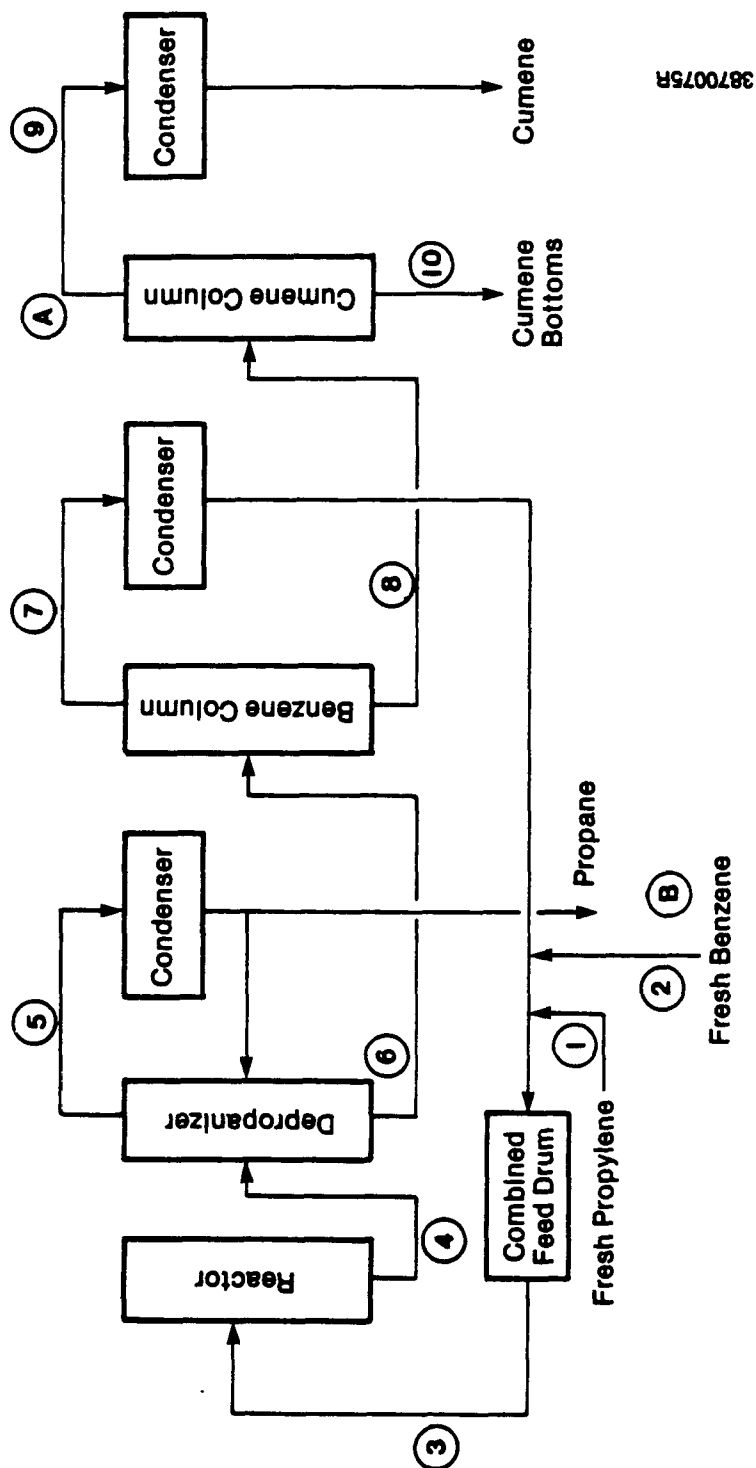 3
Reactor
4
Combined
Feed Drum
Fresh Propylene
1
5
Depropanizer
6
Condenser
2
Fresh Benzene
B
Propane
7
Benzene Column
8
Condenser
A
Cumene Column
10
Cumene
Bottoms
9
Condenser
Cumene
3870075R